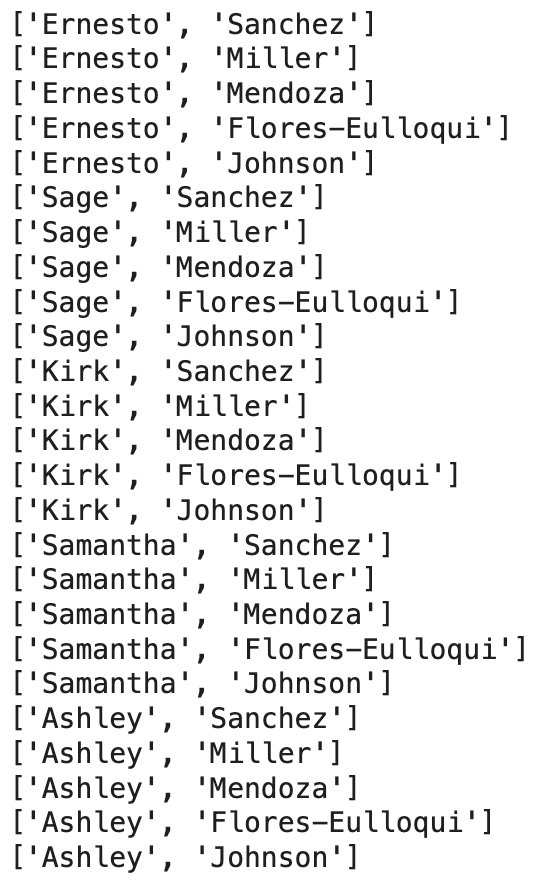 ['Ernesto', 'Sanchez']
['Ernesto', 'Miller']
['Ernesto', 'Mendoza']
['Ernesto', 'Flores-Eulloqui']
['Ernesto', 'Johnson']
['Sage', 'Sanchez']
['Sage', 'Miller']
['Sage', 'Mendoza']
['Sage', 'Flores-Eulloqui']
['Sage', 'Johnson']
['Kirk', 'Sanchez']
['Kirk', 'Miller']
['Kirk', 'Mendoza']
['Kirk', 'Flores-Eulloqui']
['Kirk', 'Johnson']
['Samantha', 'Sanchez']
['Samantha', 'Miller']
['Samantha', 'Mendoza']
['Samantha', 'Flores-Eulloqui']
['Samantha', 'Johnson']
['Ashley', 'Sanchez']
['Ashley', 'Miller']
['Ashley', 'Mendoza']
['Ashley', 'Flores-Eulloqui']
['Ashley', 'Johnson']